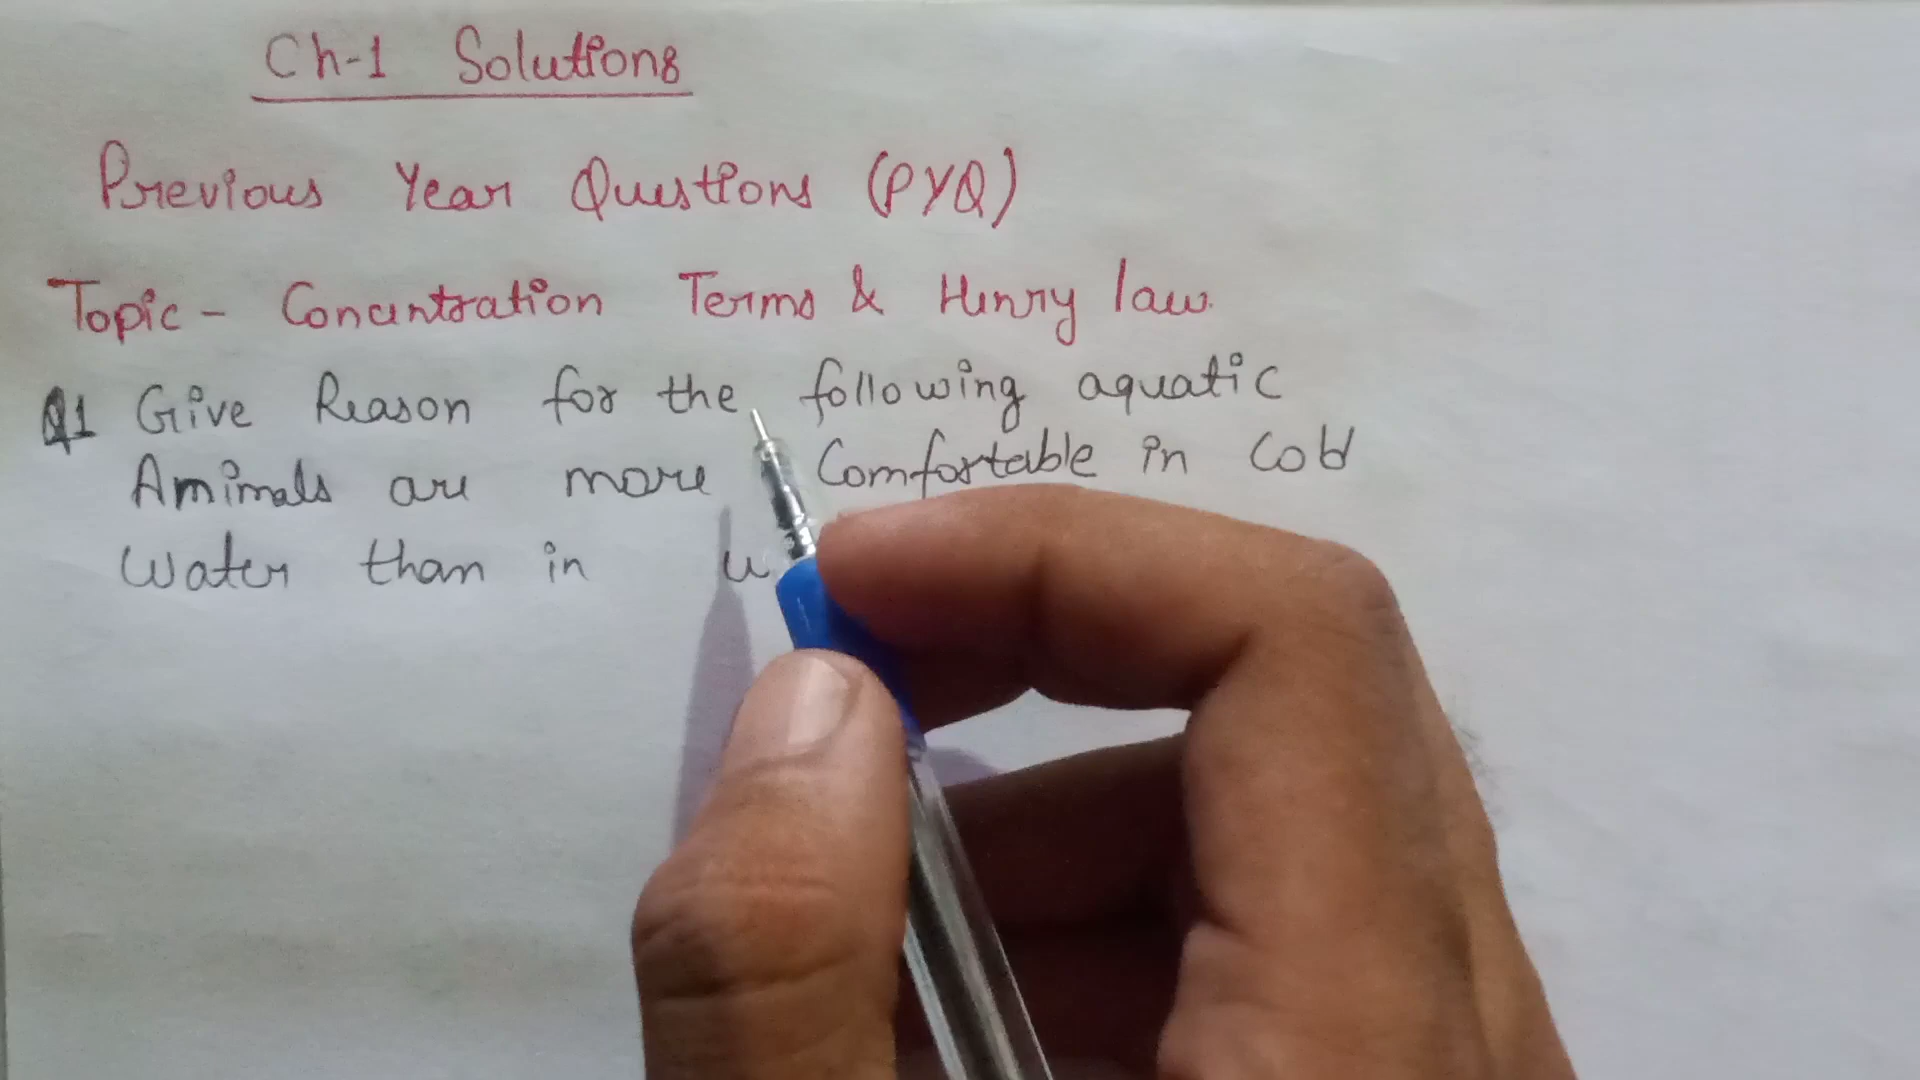 Ch-1 Solutions
Previous Year Questions (PYQ)
Topic - Concentration Terms & Henry law.
Q1 Give Reason for the following aquatic
Amimals are more Comfortable in Cold
Water than in